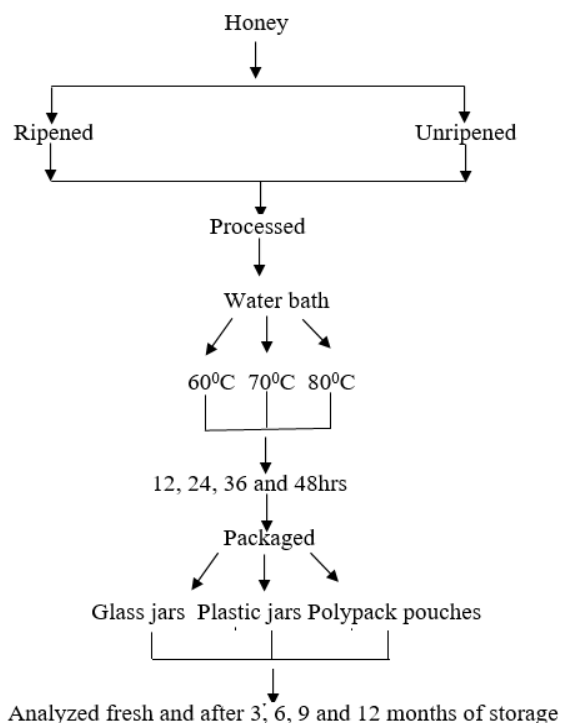 Honey
Ripened Unripened
Processed
Water bath
60⁰C 70⁰C 80⁰C
12, 24, 36 and 48hrs
Packaged
Glass jars Plastic jars Polypack pouches
Analyzed fresh and after 3, 6, 9 and 12 months of storage